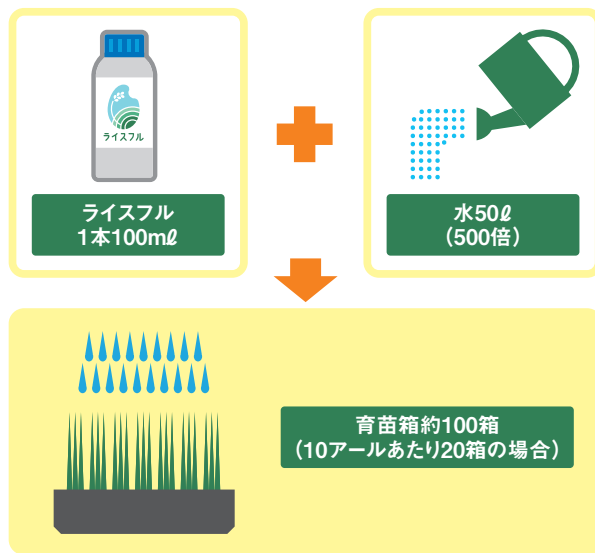 ライスフル
ライスフル
1本100mℓ
水50ℓ
（500倍）
育苗箱約100箱
（10アールあたり20箱の場合）